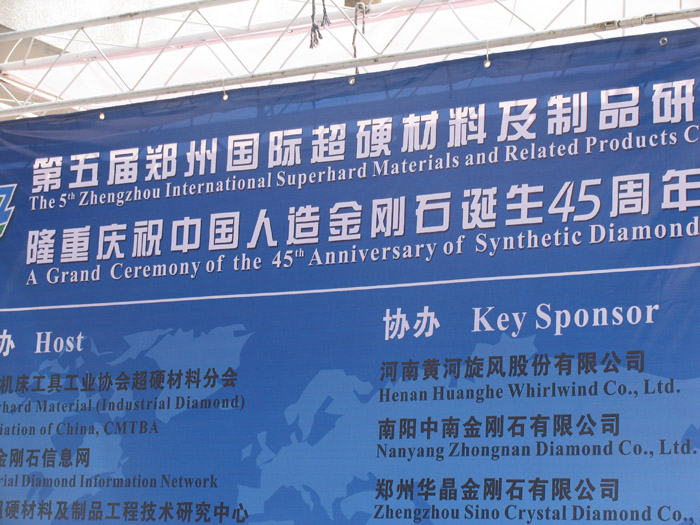 第五届郑州国际超硬材料及制品研
The 5th Zhengzhou International Superhard Materials and Related Products C
隆重庆祝中国人造金刚石诞生45周年
A Grand Ceremony of the 45th Anniversary of Synthetic Diamond
办 Host
机床工具工业协会超硬材料分会
rhard Material (Industrial Diamond)
iation of China, CMTBA
金刚石信息网
rial Diamond Information Network
超硬材料及制品工程技术研究中心
协办 Key Sponsor
河南黄河旋风股份有限公司
Henan Huanghe Whirlwind Co., Ltd.
南阳中南金刚石有限公司
Nanyang Zhongnan Diamond Co., Ltd.
郑州华晶金刚石有限公司
Zhengzhou Sino Crystal Diamond Co.